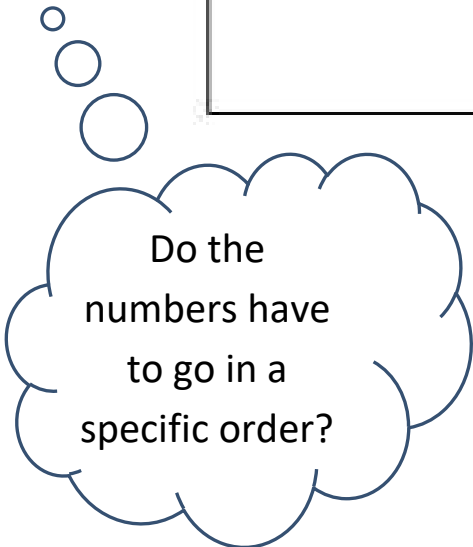 Do the
numbers have
to go in a
specific order?